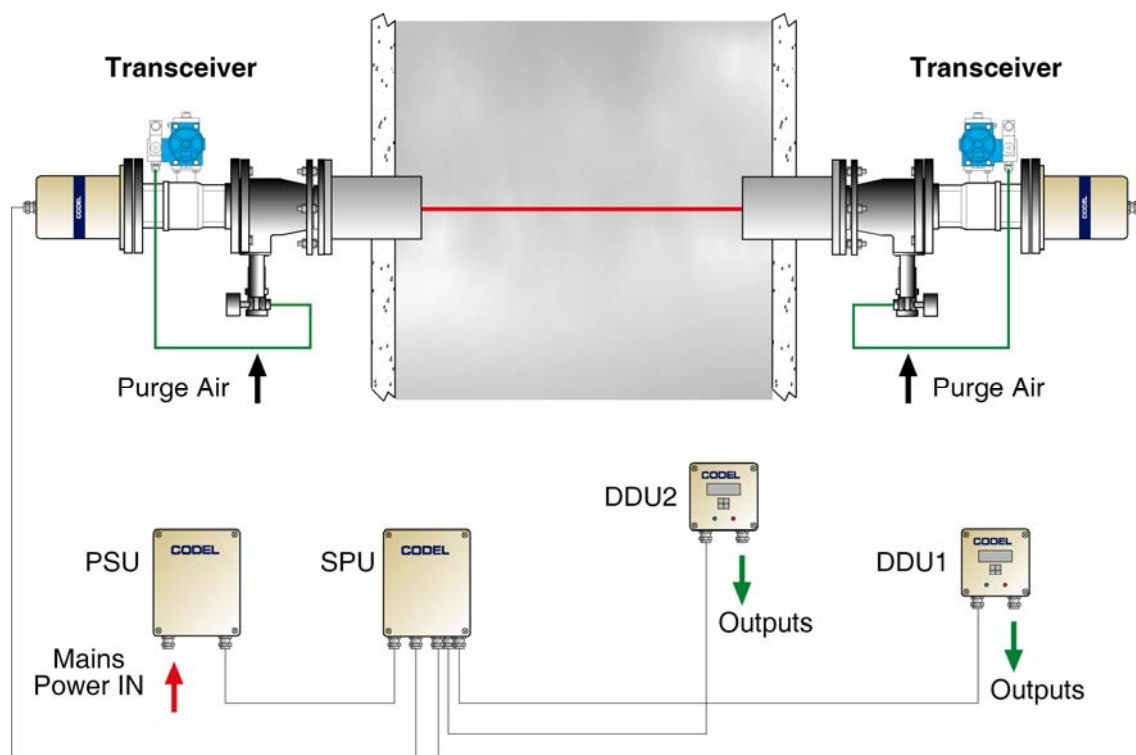 Transceiver
Transceiver
CODEL
CODEL
Purge Air
Purge Air
DDU2
CODEL
PSU
CODEL
SPU
CODEL
DDU1
CODEL
Outputs
Mains
Power IN
Outputs